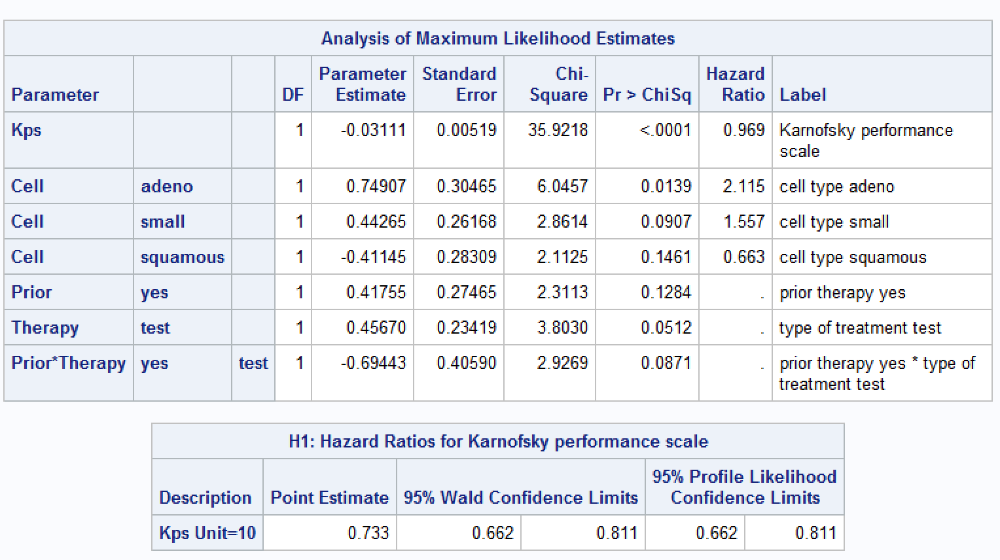 Analysis of Maximum Likelihood Estimates
Parameter DF Parameter Estimate Standard Error Chi-Square Pr > ChiSq Hazard Ratio Label
Kps 1 -0.03111 0.00519 35.9218 <.0001 0.969 Karnofsky performance scale
Cell adeno 1 0.74907 0.30465 6.0457 0.0139 2.115 cell type adeno
Cell small 1 0.44265 0.26168 2.8614 0.0907 1.557 cell type small
Cell squamous 1 -0.41145 0.28309 2.1125 0.1461 0.663 cell type squamous
Prior yes 1 0.41755 0.27465 2.3113 0.1284 . prior therapy yes
Therapy test 1 0.45670 0.23419 3.8030 0.0512 . type of treatment test
Prior*Therapy yes test 1 -0.69443 0.40590 2.9269 0.0871 . prior therapy yes * type of treatment test
H1: Hazard Ratios for Karnofsky performance scale
Description Point Estimate 95% Wald Confidence Limits 95% Profile Likelihood Confidence Limits
Kps Unit=10 0.733 0.662 0.811 0.662 0.811